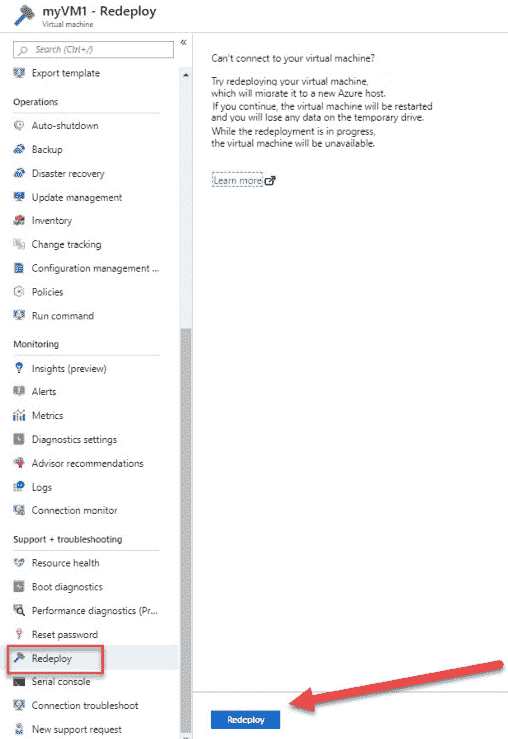 myVM1 - Redeploy
Virtual machine
Search (Ctrl+/)
«
Export template
Operations
Auto-shutdown
Backup
Disaster recovery
Update management
Inventory
Change tracking
Configuration management ...
Policies
Run command
Monitoring
Insights (preview)
Alerts
Metrics
Diagnostics settings
Advisor recommendations
Logs
Connection monitor
Support + troubleshooting
Resource health
Boot diagnostics
Performance diagnostics (Pr...
Reset password
Redeploy
Serial console
Connection troubleshoot
New support request
Can't connect to your virtual machine?
Try redeploying your virtual machine,
which will migrate it to a new Azure host.
If you continue, the virtual machine will be restarted
and you will lose any data on the temporary drive.
While the redeployment is in progress,
the virtual machine will be unavailable.
Learn more
Redeploy